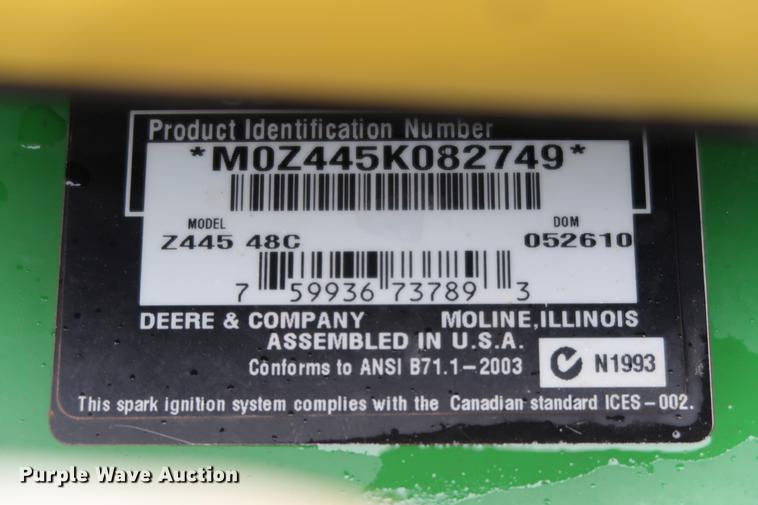 Product Identification Number
*M0Z445K082749*
MODEL DOM
Z445 48C 052610
7 59936 73789 3
DEERE & COMPANY MOLINE, ILLINOIS
ASSEMBLED IN U.S.A.
Conforms to ANSI B71.1-2003
N1993
This spark ignition system complies with the Canadian standard ICES-002.
Purple Wave Auction